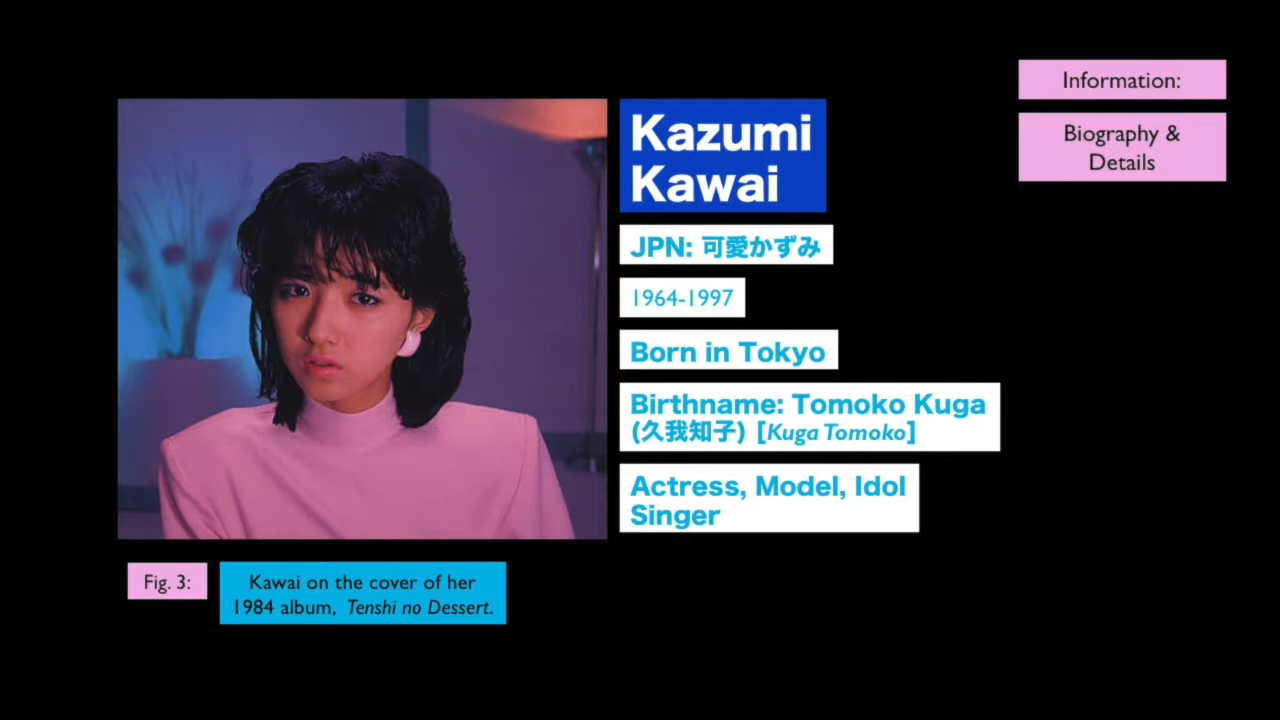 Information:
Biography &
Details
Kazumi
Kawai
JPN: 可愛かずみ
1964-1997
Born in Tokyo
Birthname: Tomoko Kuga
(久我知子) [Kuga Tomoko]
Actress, Model, Idol
Singer
Fig. 3:
Kawai on the cover of her
1984 album, Tenshi no Dessert.